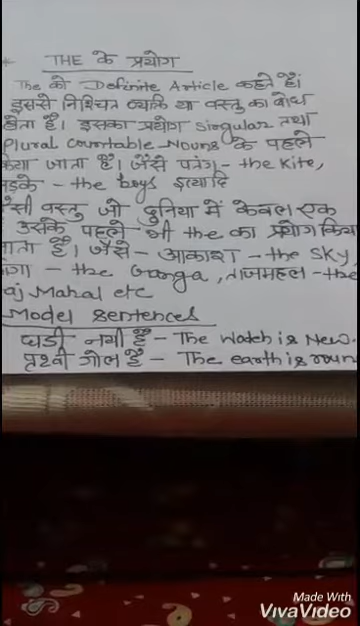 * THE के प्रयोग
The को Definite Article कहते हैं।
इससे निश्चित व्यक्ति या वस्तु का बोध
होता है। इसका प्रयोग Singular तथा
Plural Countable Nouns के पहले
किया जाता है। जैसे पतंग - the Kite,
लड़के - the boys इत्यादि
ऐसी वस्तु जो दुनिया में केवल एक
उसके पहले भी the का प्रयोग किया
जाता है। जैसे - आकाश - the sky
गंगा - the Ganga, ताजमहल - the
Taj Mahal etc
Model Sentences
घड़ी नयी है - The Watch is New.
पृथ्वी गोल है - The earth is roun
Made With
VivaVideo